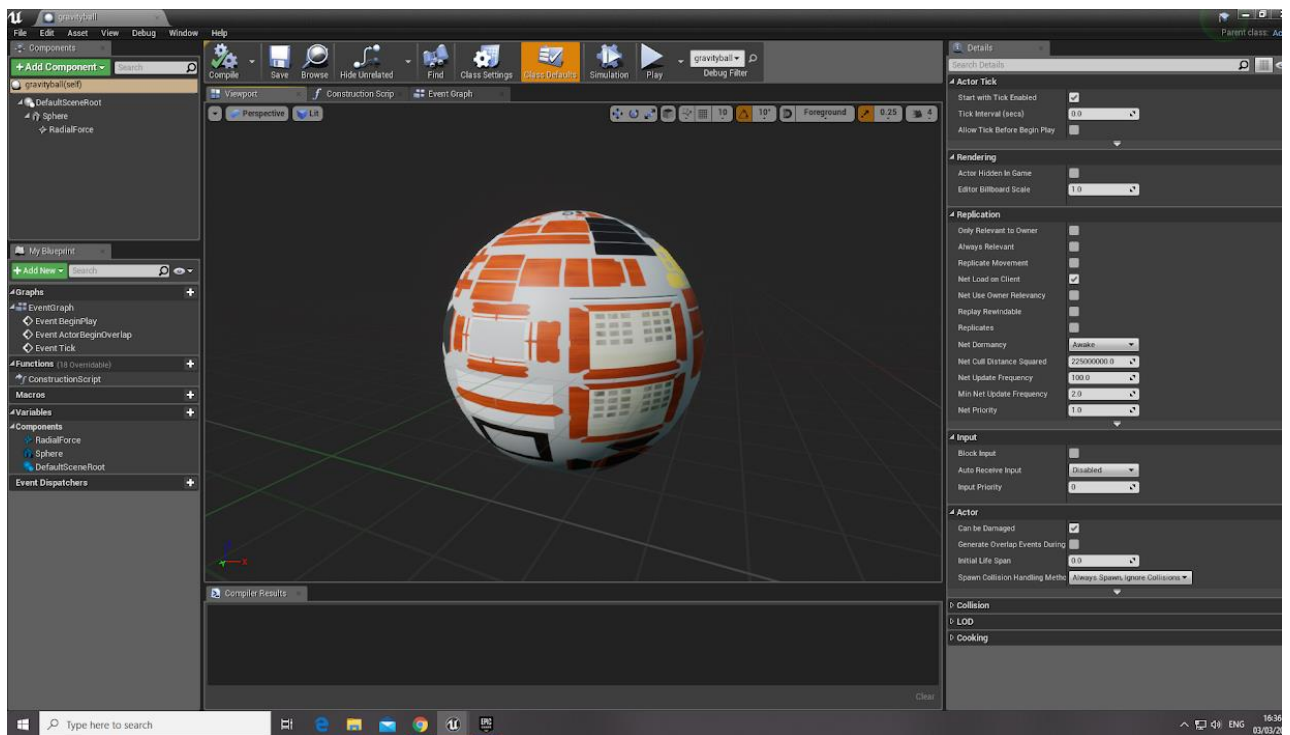 gravityball
File Edit Asset View Debug Window Help
Parent class: Ac
Components
+Add Component Search
gravityball(self)
DefaultSceneRoot
Sphere
RadialForce
My Blueprint
+Add New Search
Graphs
EventGraph
Event BeginPlay
Event ActorBeginOverlap
Event Tick
Functions (18 Overridable)
ConstructionScript
Macros
Variables
Components
RadialForce
Sphere
DefaultSceneRoot
Event Dispatchers
Compile Save Browse Hide Unrelated Find Class Settings Class Defaults Simulation Play gravityball Debug Filter
Viewport Construction Scrip Event Graph
Perspective Lit 10 10° Foreground 0.25 4
Compiler Results
Clear
Details
Search Details
Actor Tick
Start with Tick Enabled
Tick Interval (secs) 0.0
Allow Tick Before Begin Play
Rendering
Actor Hidden In Game
Editor Billboard Scale 1.0
Replication
Only Relevant to Owner
Always Relevant
Replicate Movement
Net Load on Client
Net Use Owner Relevancy
Replay Rewindable
Replicates
Net Dormancy Awake
Net Cull Distance Squared 225000000.0
Net Update Frequency 100.0
Min Net Update Frequency 2.0
Net Priority 1.0
Input
Block Input
Auto Receive Input Disabled
Input Priority 0
Actor
Can be Damaged
Generate Overlap Events During
Initial Life Span 0.0
Spawn Collision Handling Metho Always Spawn, Ignore Collisions
Collision
LOD
Cooking
Type here to search
EPIC
ENG
16:36
03/03/20